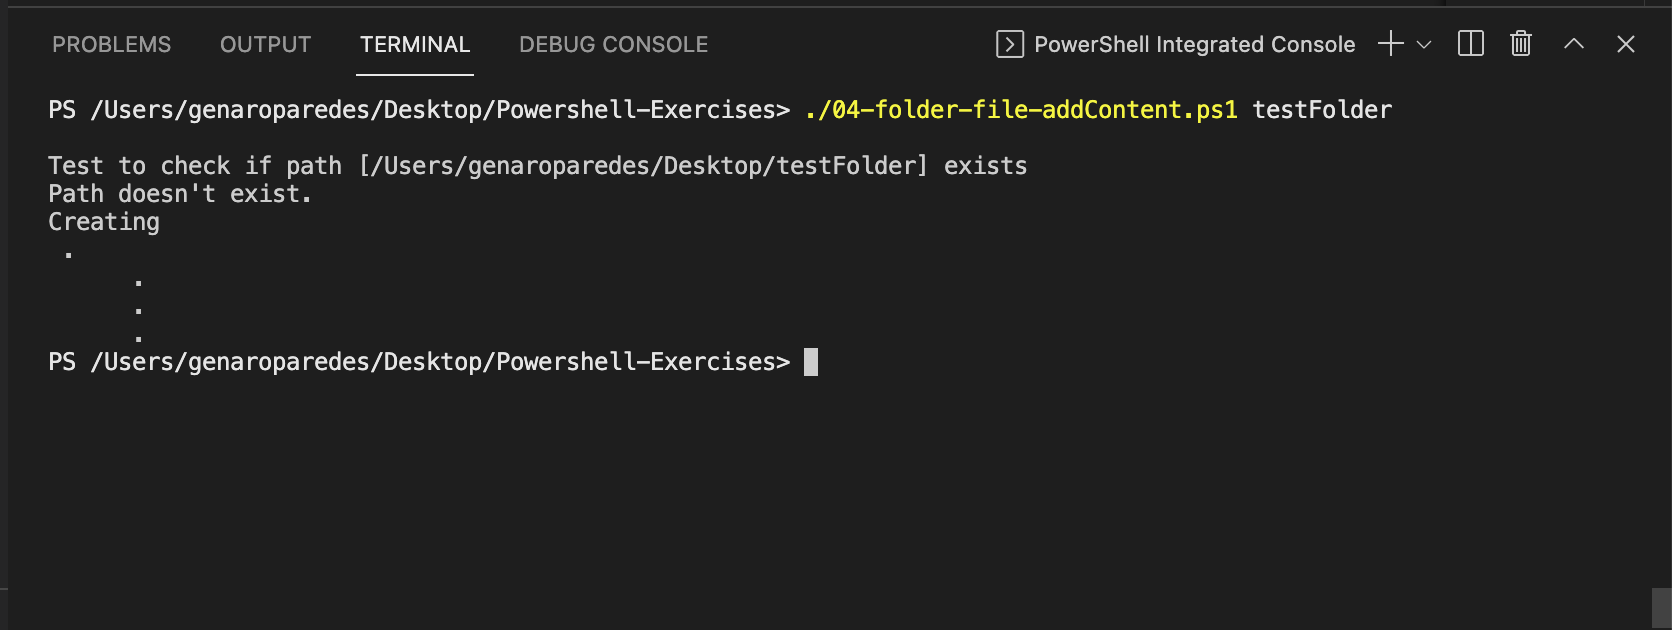 PROBLEMS OUTPUT TERMINAL DEBUG CONSOLE PowerShell Integrated Console
PS /Users/genaroparedes/Desktop/Powershell-Exercises> ./04-folder-file-addContent.ps1 testFolder
Test to check if path [/Users/genaroparedes/Desktop/testFolder] exists
Path doesn't exist.
Creating
.
.
.
.
PS /Users/genaroparedes/Desktop/Powershell-Exercises>